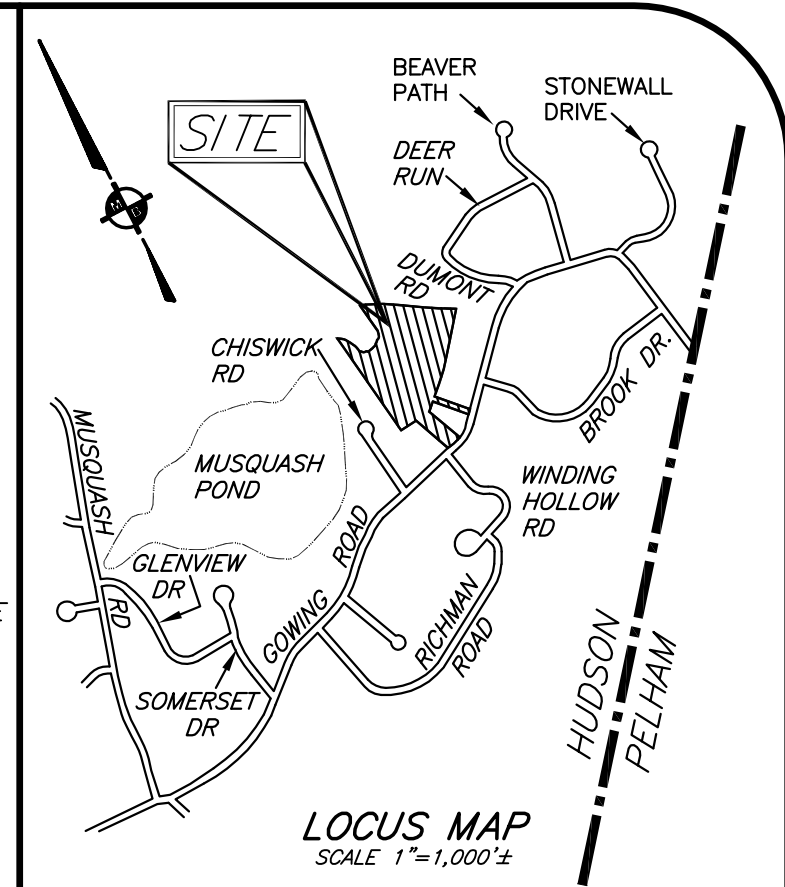 BEAVER
PATH
STONEWALL
DRIVE
SITE
DEER
RUN
DUMONT
RD
CHISWICK
RD
BROOK DR.
MUSQUASH
RD
MUSQUASH
POND
WINDING
HOLLOW
RD
GLENVIEW
DR
GOWING ROAD
RICHMAN
ROAD
SOMERSET
DR
HUDSON
PELHAM
LOCUS MAP
SCALE 1"=1,000'±